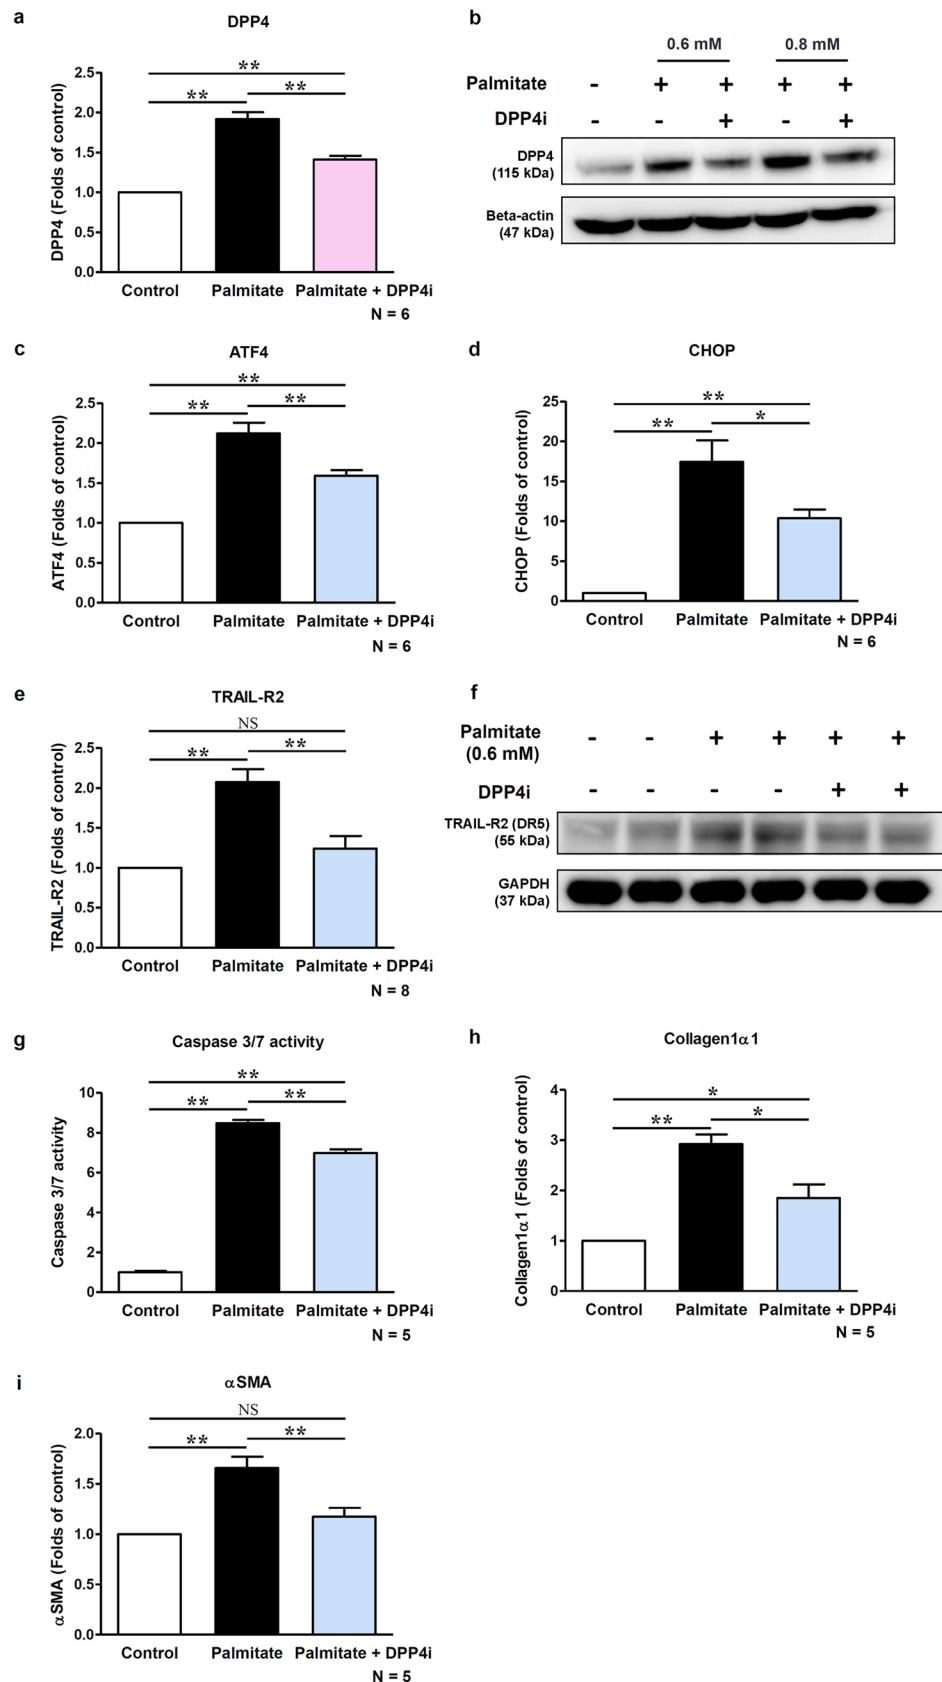 a
DPP4
DPP4 (Folds of control)
2.5
2.0
1.5
1.0
0.5
0.0
**
** **
Control Palmitate Palmitate + DPP4i
N = 6
b
0.6 mM 0.8 mM
Palmitate - + + + +
DPP4i - - + - +
DPP4
(115 kDa)
Beta-actin
(47 kDa)
c
ATF4
ATF4 (Folds of control)
2.5
2.0
1.5
1.0
0.5
0.0
**
** **
Control Palmitate Palmitate + DPP4i
N = 6
d
CHOP
CHOP (Folds of control)
25
20
15
10
5
0
**
** *
Control Palmitate Palmitate + DPP4i
N = 6
e
TRAIL-R2
TRAIL-R2 (Folds of control)
2.5
2.0
1.5
1.0
0.5
0.0
NS
** **
Control Palmitate Palmitate + DPP4i
N = 8
f
Palmitate - - + + + +
(0.6 mM)
DPP4i - - - - + +
TRAIL-R2 (DR5)
(55 kDa)
GAPDH
(37 kDa)
g
Caspase 3/7 activity
Caspase 3/7 activity
10
8
6
4
2
0
**
** **
Control Palmitate Palmitate + DPP4i
N = 5
h
Collagen1α1
Collagen1α1 (Folds of control)
4
3
2
1
0
*
** *
Control Palmitate Palmitate + DPP4i
N = 5
i
αSMA
αSMA (Folds of control)
2.0
1.5
1.0
0.5
0.0
NS
** **
Control Palmitate Palmitate + DPP4i
N = 5